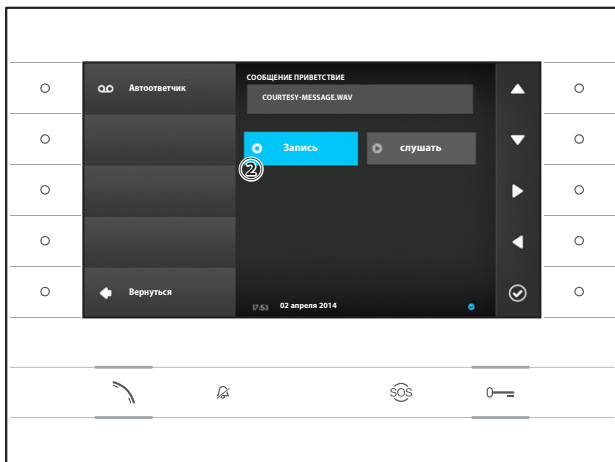 Автоответчик
СООБЩЕНИЕ ПРИВЕТСТВИЕ
COURTESY-MESSAGE.WAV
Запись
слушать
2
Вернуться
17:53 02 апреля 2014
SOS